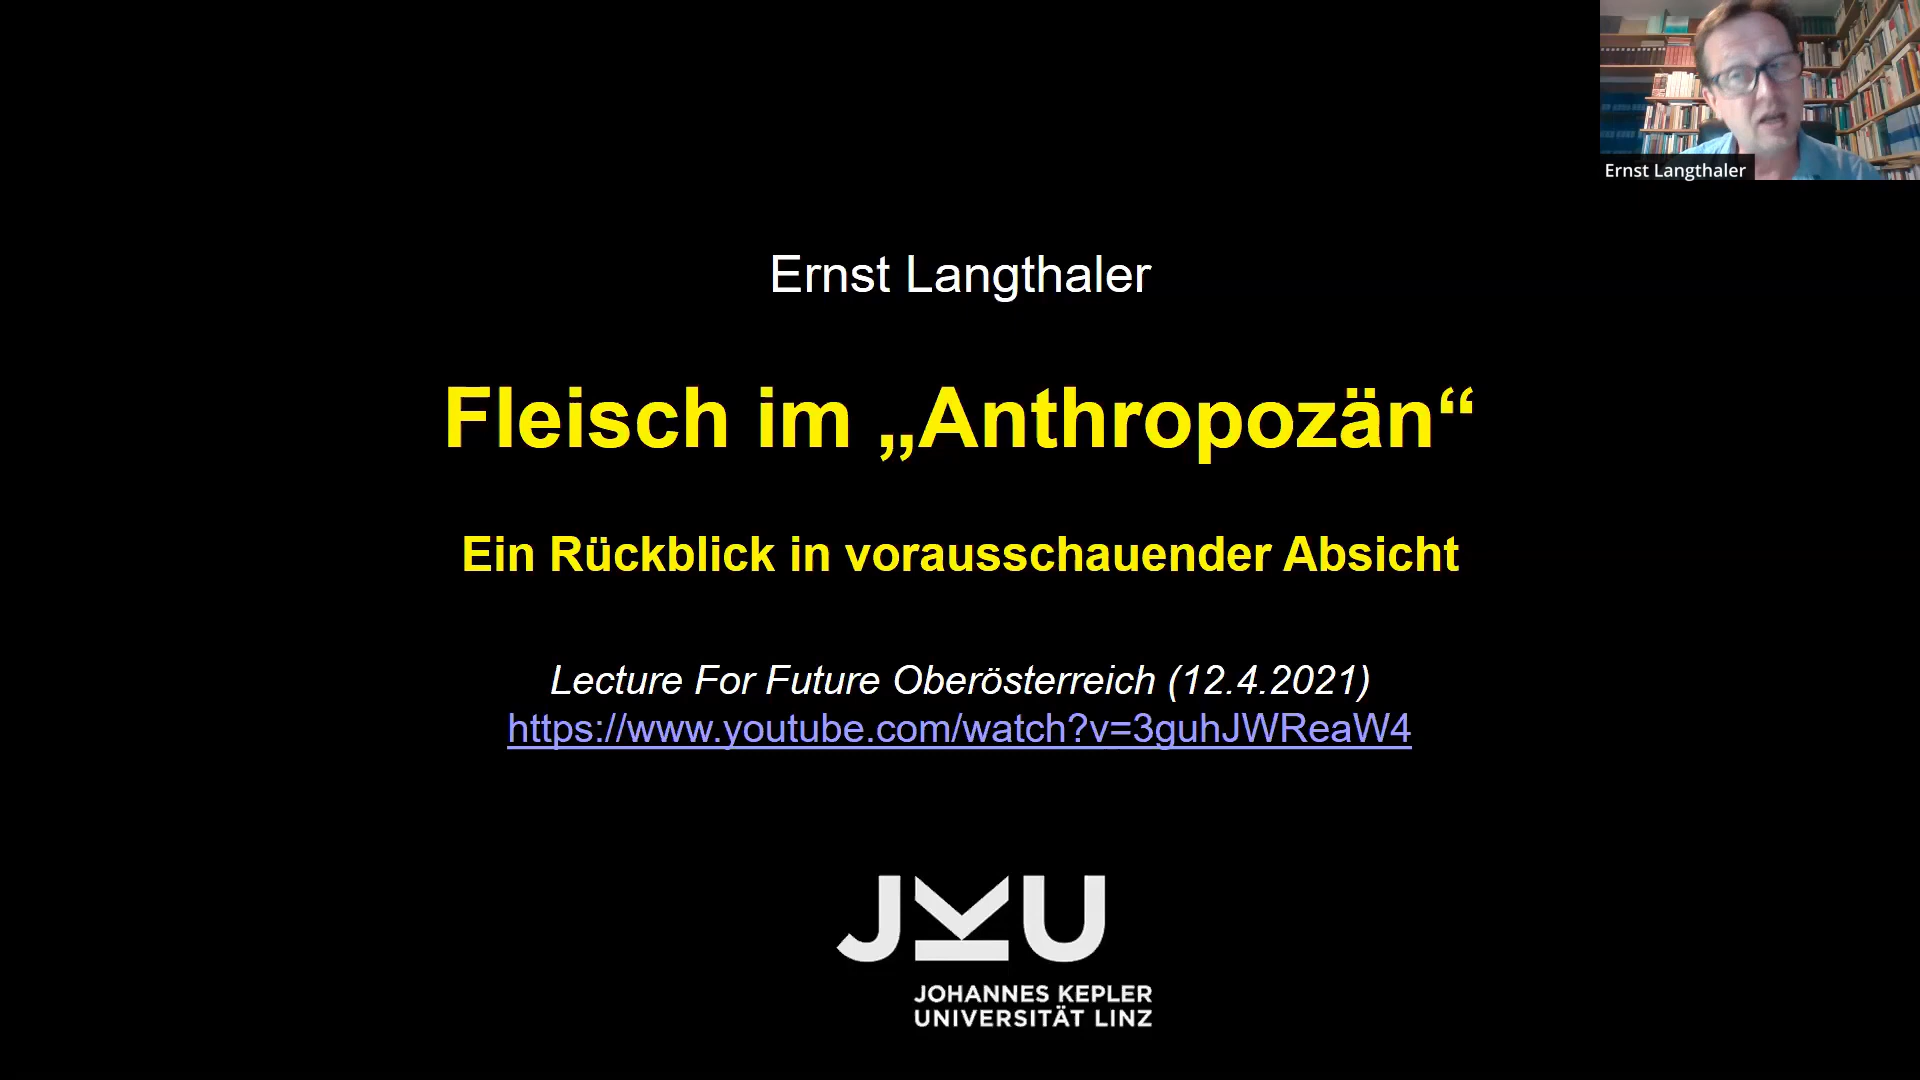 Ernst Langthaler
Ernst Langthaler
Fleisch im „Anthropozän“
Ein Rückblick in vorausschauender Absicht
Lecture For Future Oberösterreich (12.4.2021)
https://www.youtube.com/watch?v=3guhJWReaW4
JKU
JOHANNES KEPLER
UNIVERSITÄT LINZ